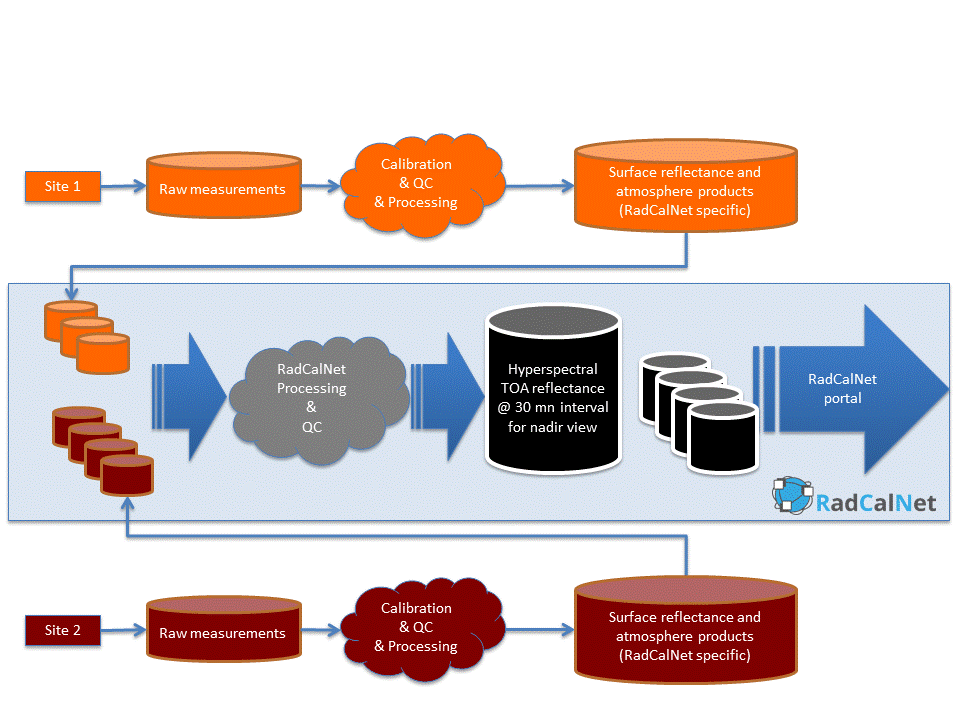 Site 1
Raw measurements
Calibration
& QC
& Processing
Surface reflectance and
atmosphere products
(RadCalNet specific)
RadCalNet
Processing
&
QC
Hyperspectral
TOA reflectance
@ 30 mn interval
for nadir view
RadCalNet
portal
RadCalNet
Site 2
Raw measurements
Calibration
& QC
& Processing
Surface reflectance and
atmosphere products
(RadCalNet specific)